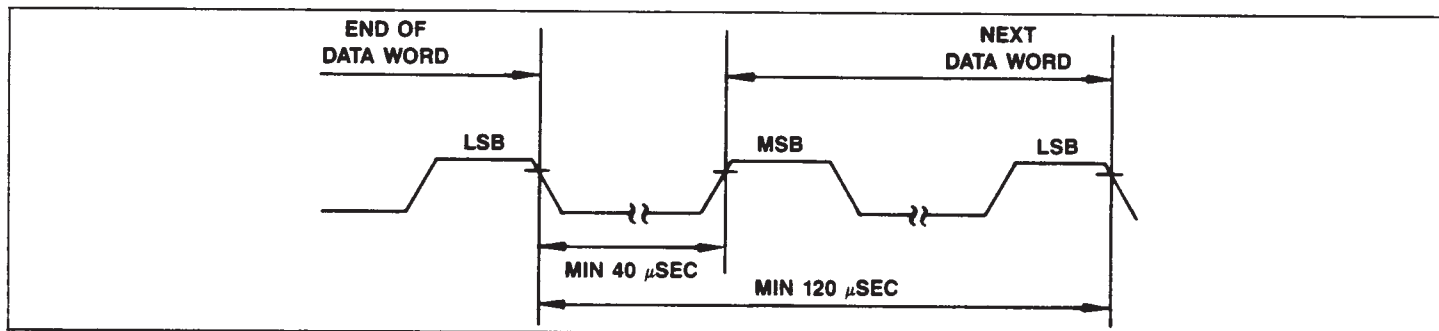 END OF
DATA WORD
NEXT
DATA WORD
LSB
MSB
LSB
MIN 40 μSEC
MIN 120 μSEC